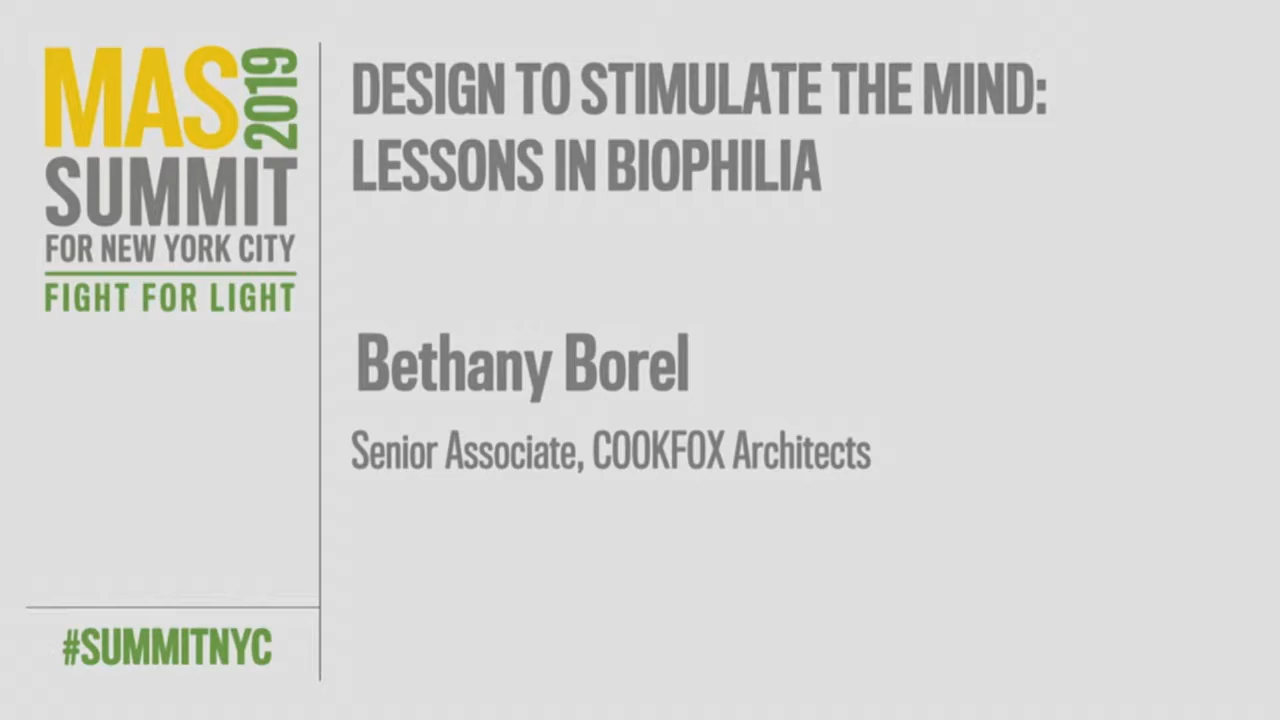 MAS 2019
SUMMIT
FOR NEW YORK CITY
FIGHT FOR LIGHT
#SUMMITNYC
DESIGN TO STIMULATE THE MIND:
LESSONS IN BIOPHILIA
Bethany Borel
Senior Associate, COOKFOX Architects